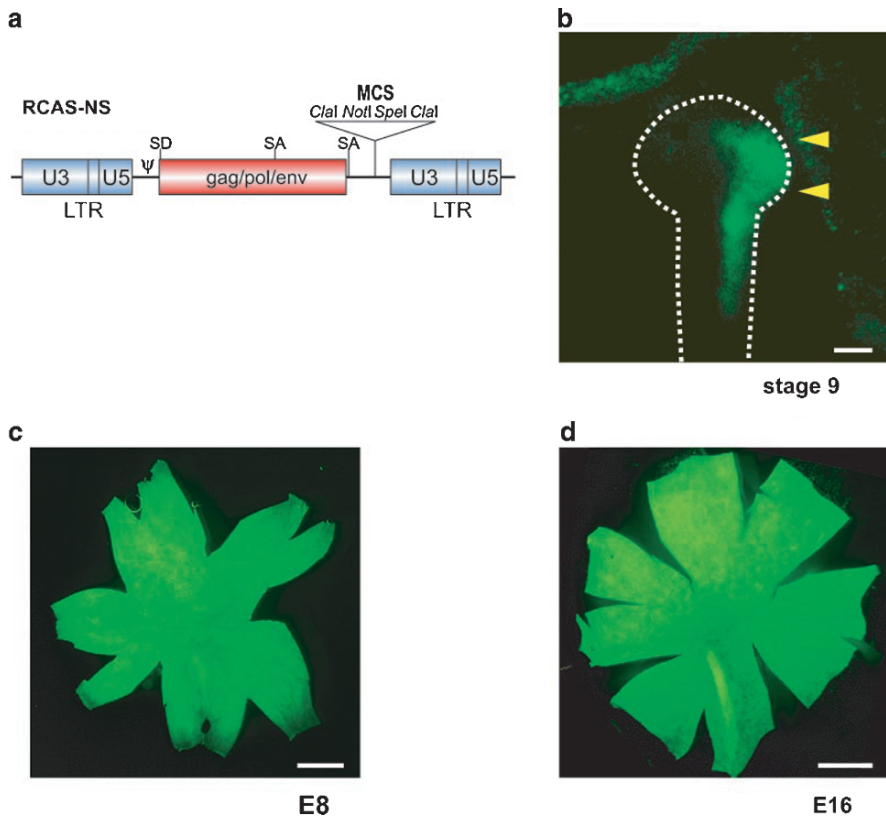 a
RCAS-NS
MCS
ClaI NotI SpeI ClaI
SD
SA
SA
ψ
U3
U5
gag/pol/env
U3
U5
LTR
LTR
b
stage 9
c
E8
d
E16